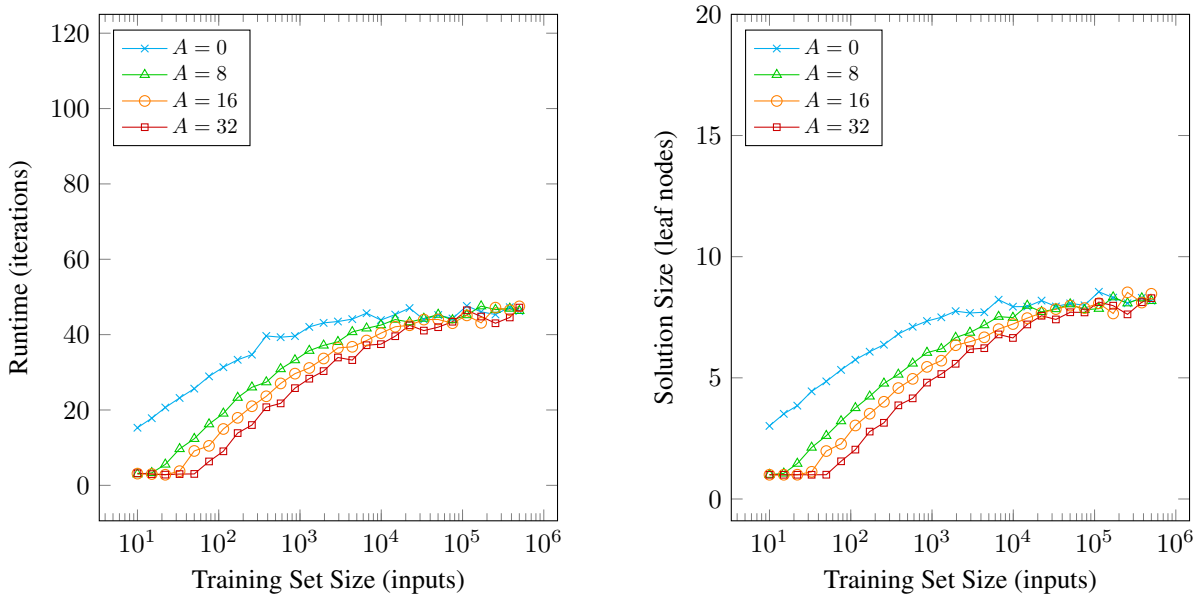 120
100
80
60
40
20
0
Runtime (iterations)
A = 0
A = 8
A = 16
A = 32
10^1 10^2 10^3 10^4 10^5 10^6
Training Set Size (inputs)
20
15
10
5
0
Solution Size (leaf nodes)
A = 0
A = 8
A = 16
A = 32
10^1 10^2 10^3 10^4 10^5 10^6
Training Set Size (inputs)